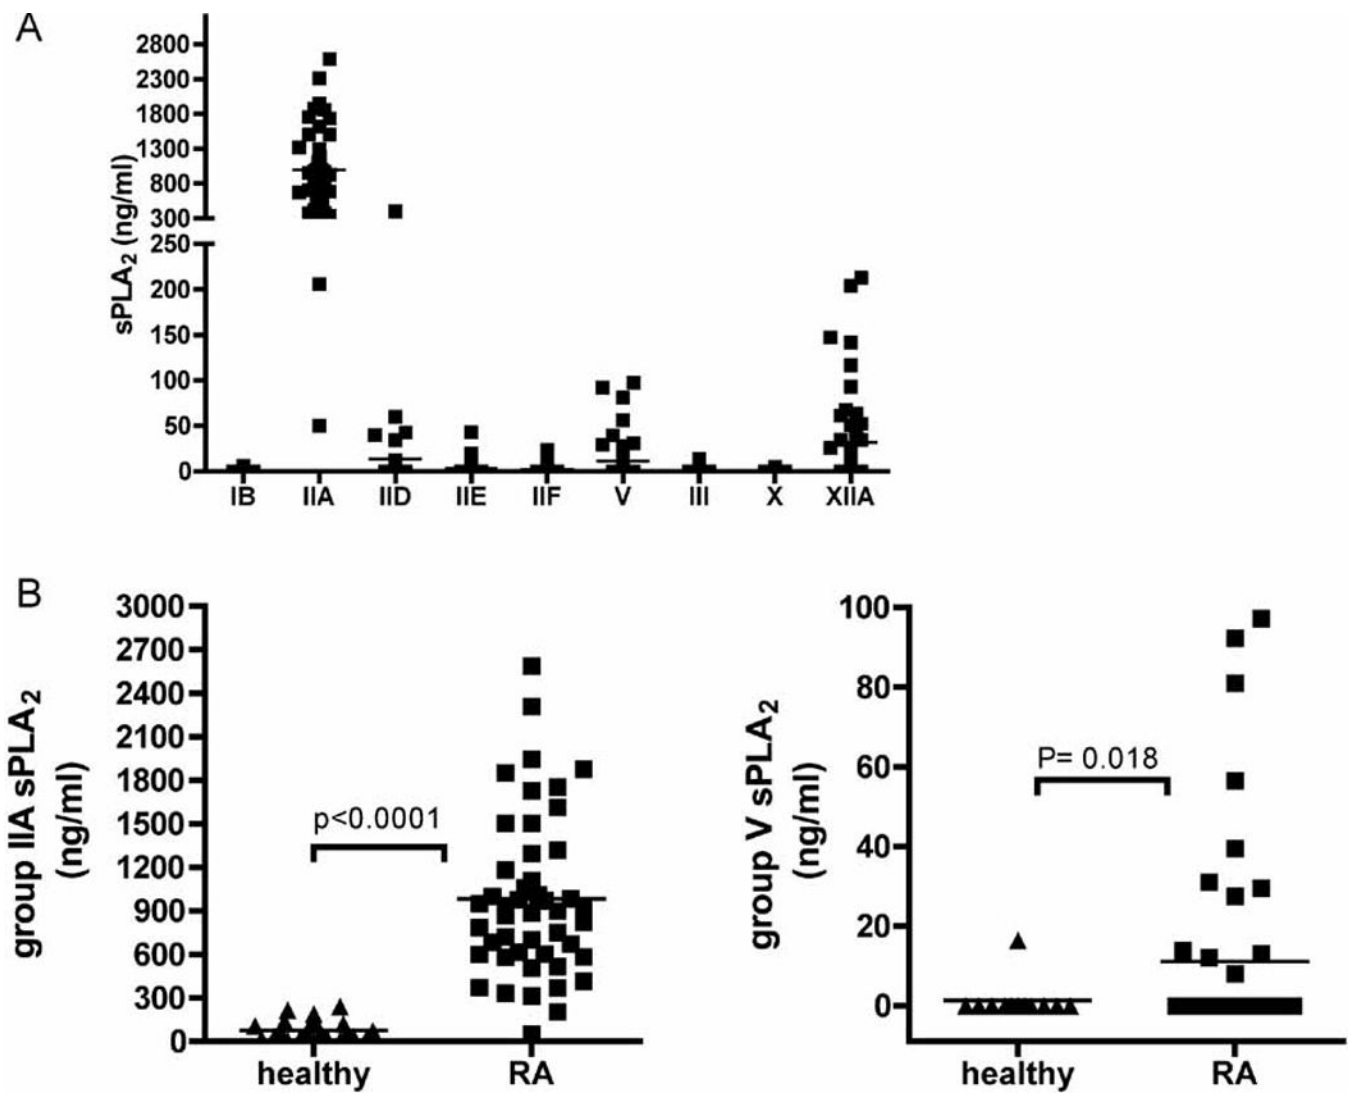 A
sPLA2 (ng/ml)
2800
2300
1800
1300
800
300
250
200
150
100
50
0
IB IIA IID IIE IIF V III X XIIA
B
group IIA sPLA2
(ng/ml)
3000
2700
2400
2100
1800
1500
1200
900
600
300
0
p<0.0001
healthy RA
group V sPLA2
(ng/ml)
100
80
60
40
20
0
P= 0.018
healthy RA